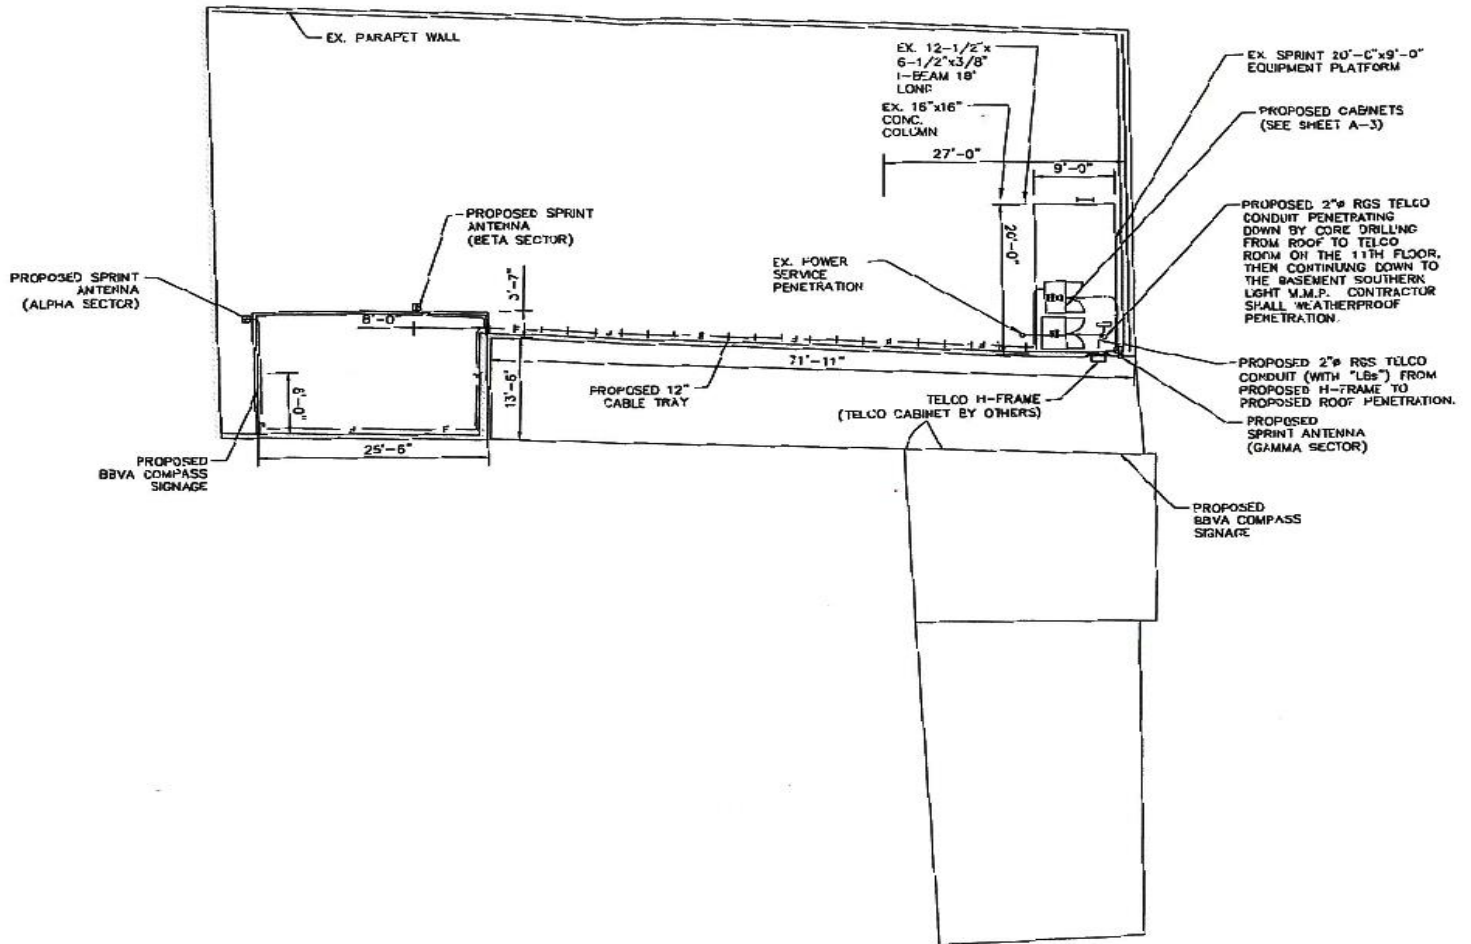 EX. PARAPET WALL
EX. 12-1/2"x
6-1/2"x3/8"
I-BEAM 18'
LONG
EX. 16"x16"
CONC.
COLUMN
27'-0"
9'-0"
20'-0"
EX. SPRINT 20'-0"x9'-0"
EQUIPMENT PLATFORM
PROPOSED CABINETS
(SEE SHEET A-3)
PROPOSED 2"ø RGS TELCO
CONDUIT PENETRATING
DOWN BY CORE DRILLING
FROM ROOF TO TELCO
ROOM ON THE 11TH FLOOR,
THEN CONTINUING DOWN TO
THE BASEMENT SOUTHERN
LIGHT M.M.P. CONTRACTOR
SHALL WEATHERPROOF
PENETRATION.
PROPOSED SPRINT
ANTENNA
(BETA SECTOR)
PROPOSED SPRINT
ANTENNA
(ALPHA SECTOR)
EX. POWER
SERVICE
PENETRATION
3'-7"
8'-0"
71'-11"
13'-6"
8'-0"
PROPOSED 12"
CABLE TRAY
TELCO H-FRAME
(TELCO CABINET BY OTHERS)
PROPOSED 2"ø RGS TELCO
CONDUIT (WITH "LBs") FROM
PROPOSED H-FRAME TO
PROPOSED ROOF PENETRATION.
PROPOSED
SPRINT ANTENNA
(GAMMA SECTOR)
25'-6"
PROPOSED
BBVA COMPASS
SIGNAGE
PROPOSED
BBVA COMPASS
SIGNAGE